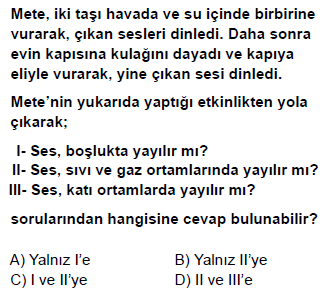 Mete, iki taşı havada ve su içinde birbirine
vurarak, çıkan sesleri dinledi. Daha sonra
evin kapısına kulağını dayadı ve kapıya
eliyle vurarak, yine çıkan sesi dinledi.
Mete’nin yukarıda yaptığı etkinlikten yola
çıkarak;
I- Ses, boşlukta yayılır mı?
II- Ses, sıvı ve gaz ortamlarında yayılır mı?
III- Ses, katı ortamlarda yayılır mı?
sorularından hangisine cevap bulunabilir?
A) Yalnız I’e B) Yalnız II’ye
C) I ve II’ye D) II ve III’e